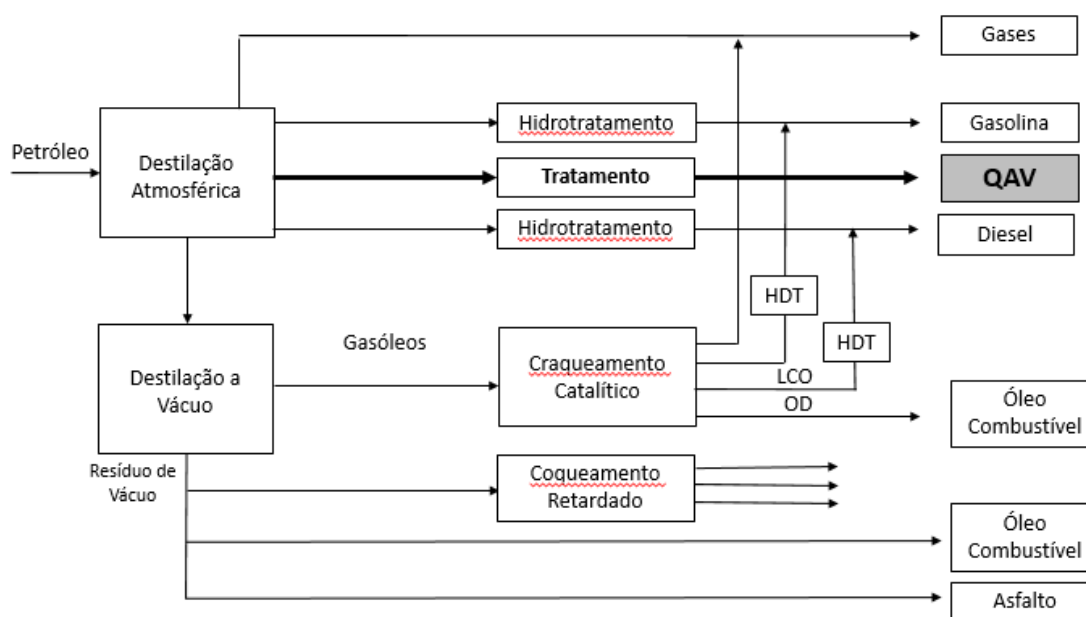 Gases
Hidrotratamento
Gasolina
Petróleo
Destilação
Atmosférica
Tratamento
QAV
Hidrotratamento
Diesel
HDT
Gasóleos
HDT
Destilação a
Vácuo
Craqueamento
Catalítico
LCO
OD
Óleo
Combustível
Resíduo de
Vácuo
Coqueamento
Retardado
Óleo
Combustível
Asfalto